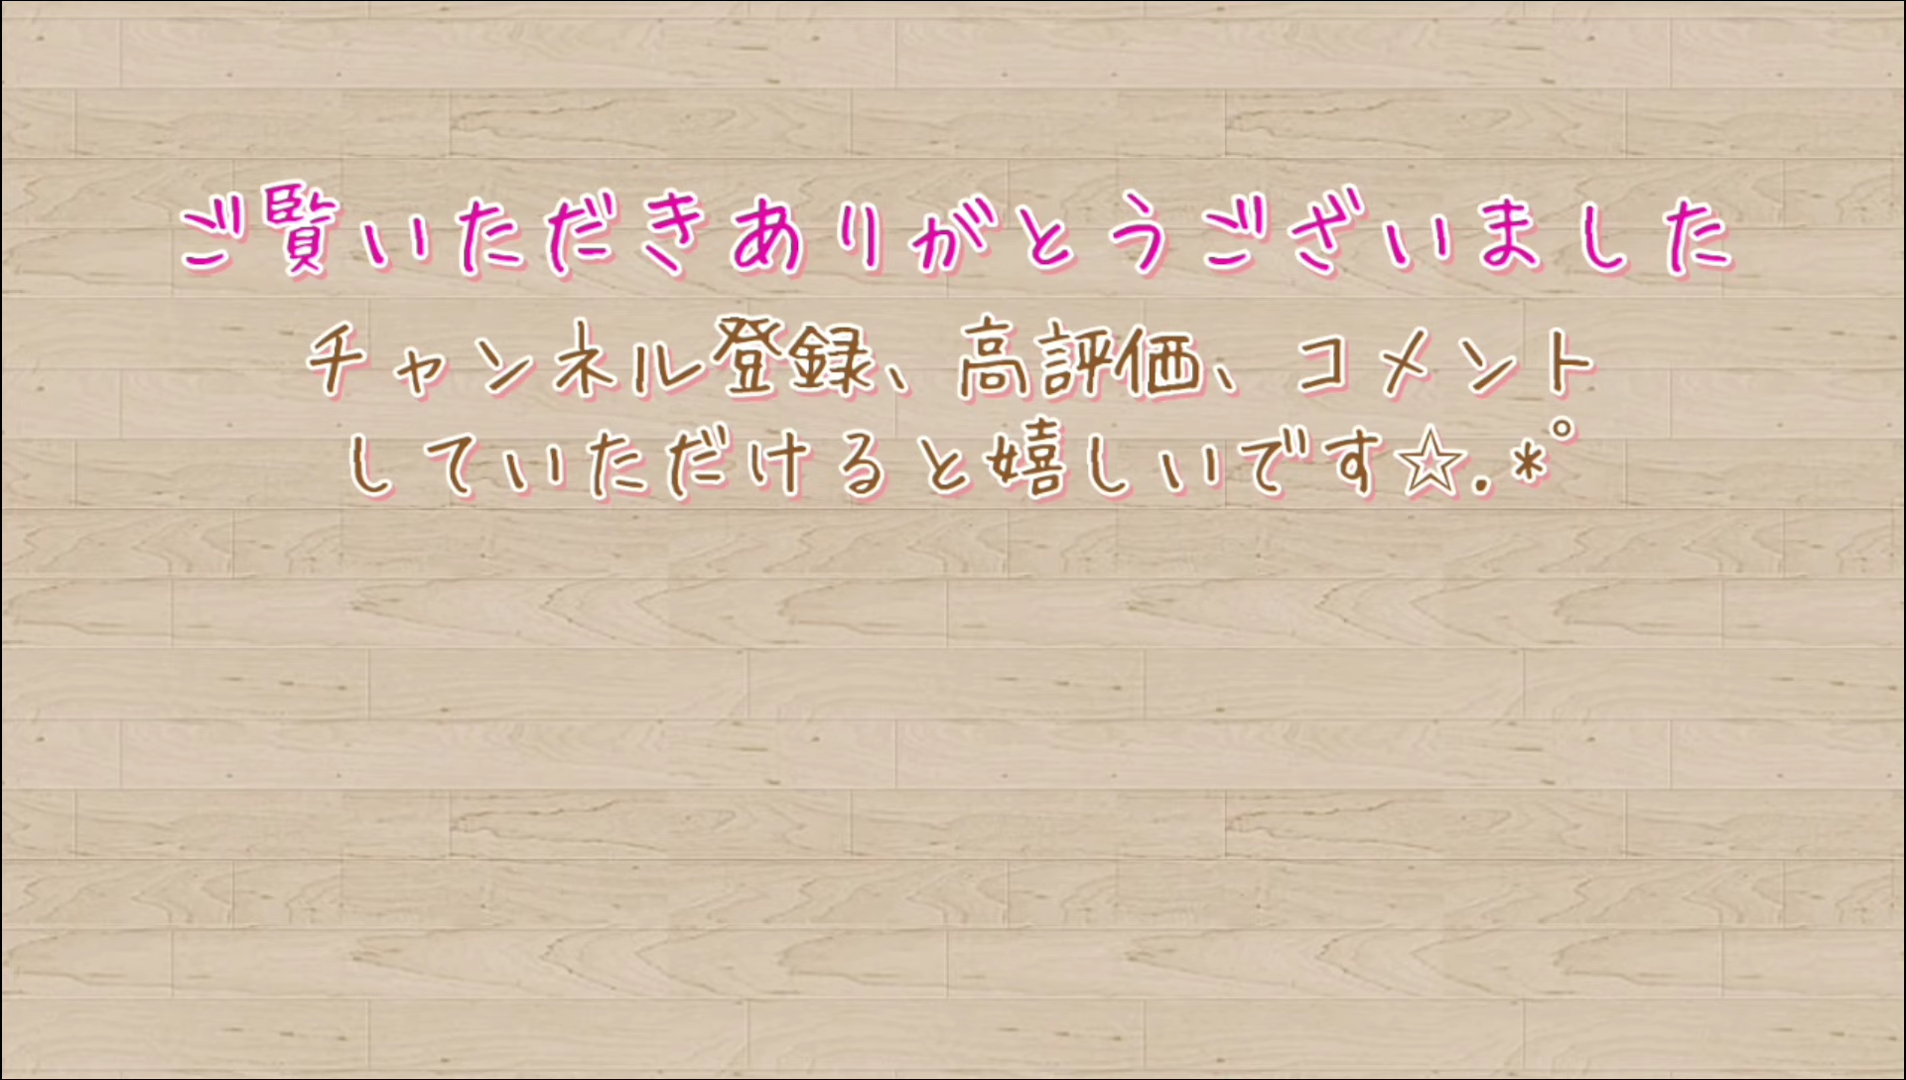 ご覧いただきありがとうございました
チャンネル登録、高評価、コメント
していただけると嬉しいです☆.*ﾟ